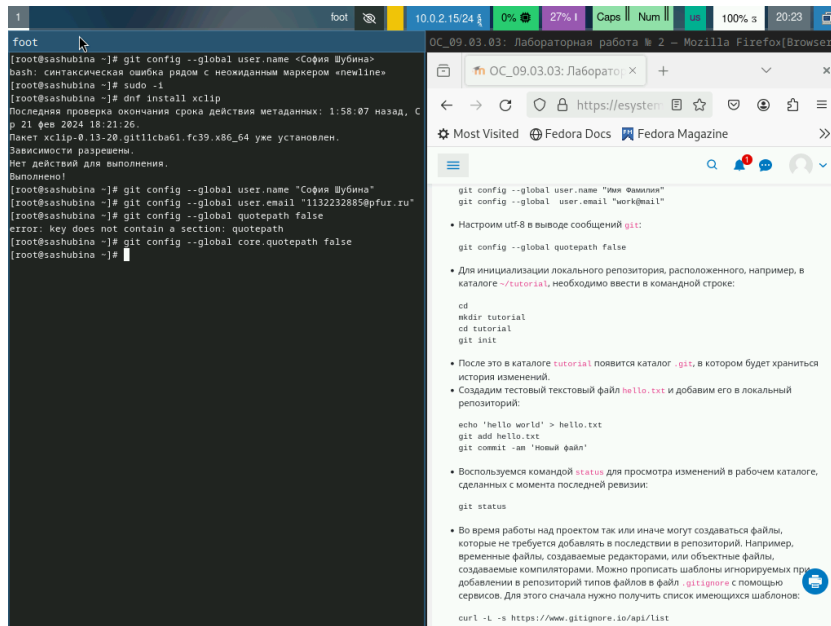 1
foot
10.0.2.15/24
0%
27%
Caps
Num
us
100%
20:23
foot
ОС_09.03.03: Лабораторная работа № 2 — Mozilla Firefox[Browser
[root@sashubina ~]# git config --global user.name <София Шубина>
bash: синтаксическая ошибка рядом с неожиданным маркером «newline»
[root@sashubina ~]# sudo -i
[root@sashubina ~]# dnf install xclip
Последняя проверка окончания срока действия метаданных: 1:58:07 назад, С
р 21 фев 2024 18:21:26.
Пакет xclip-0.13-20.git11cba61.fc39.x86_64 уже установлен.
Зависимости разрешены.
Нет действий для выполнения.
Выполнено!
[root@sashubina ~]# git config --global user.name "София Шубина"
[root@sashubina ~]# git config --global user.email "1132232885@pfur.ru"
[root@sashubina ~]# git config --global quotepath false
error: key does not contain a section: quotepath
[root@sashubina ~]# git config --global core.quotepath false
[root@sashubina ~]#
ОС_09.03.03: Лаборатор
https://esystem
Most Visited
Fedora Docs
Fedora Magazine
1
git config --global user.name "Имя Фамилия"
git config --global  user.email "work@mail"
• Настроим utf-8 в выводе сообщений git:
git config --global quotepath false
• Для инициализации локального репозитория, расположенного, например, в
каталоге ~/tutorial, необходимо ввести в командной строке:
cd
mkdir tutorial
cd tutorial
git init
• После это в каталоге tutorial появится каталог .git, в котором будет храниться
история изменений.
• Создадим тестовый текстовый файл hello.txt и добавим его в локальный
репозиторий:
echo 'hello world' > hello.txt
git add hello.txt
git commit -am 'Новый файл'
• Воспользуемся командой status для просмотра изменений в рабочем каталоге,
сделанных с момента последней ревизии:
git status
• Во время работы над проектом так или иначе могут создаваться файлы,
которые не требуется добавлять в последствии в репозиторий. Например,
временные файлы, создаваемые редакторами, или объектные файлы,
создаваемые компиляторами. Можно прописать шаблоны игнорируемых при
добавлении в репозиторий типов файлов в файл .gitignore с помощью
сервисов. Для этого сначала нужно получить список имеющихся шаблонов:
curl -L -s https://www.gitignore.io/api/list